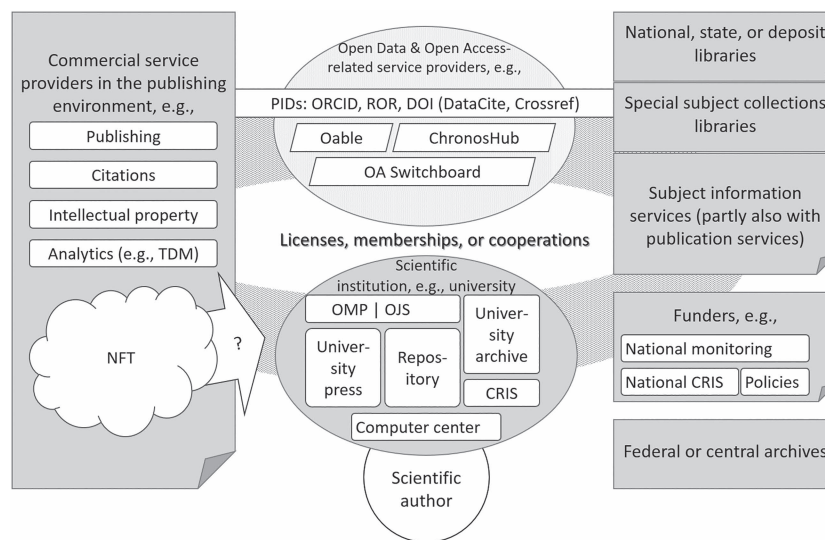 Commercial service
providers in the publishing
environment, e.g.,
Publishing
Citations
Intellectual property
Analytics (e.g., TDM)
NFT
?
Open Data & Open Access-
related service providers, e.g.,
PIDs: ORCID, ROR, DOI (DataCite, Crossref)
Oable
ChronosHub
OA Switchboard
Licenses, memberships, or cooperations
Scientific
institution, e.g., university
OMP | OJS
Univer-
sity
archive
Univer-
sity
press
Repos-
itory
CRIS
Computer center
Scientific
author
National, state, or deposit
libraries
Special subject collections
libraries
Subject information
services (partly also with
publication services)
Funders, e.g.,
National monitoring
National CRIS
Policies
Federal or central archives